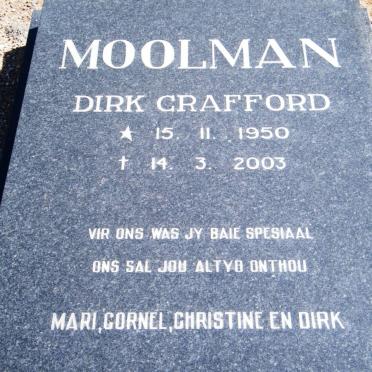 MOOLMAN
DIRK CRAFFORD
★ 15. 11. 1950
† 14. 3. 2003
VIR ONS WAS JY BAIE SPESIAAL
ONS SAL JOU ALTYD ONTHOU
MARI, CORNEL, CHRISTINE EN DIRK